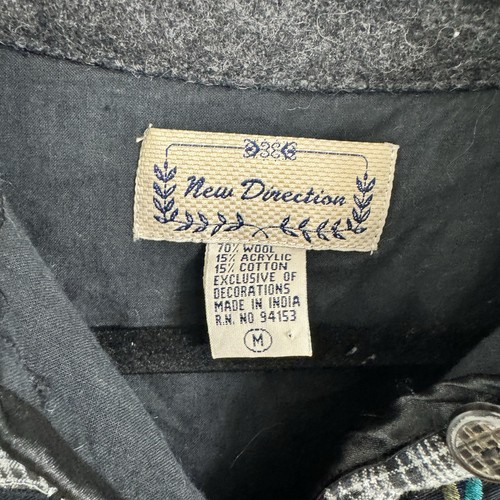 New Direction
70% WOOL
15% ACRYLIC
15% COTTON
EXCLUSIVE OF
DECORATIONS
MADE IN INDIA
R.N. NO 94153
M